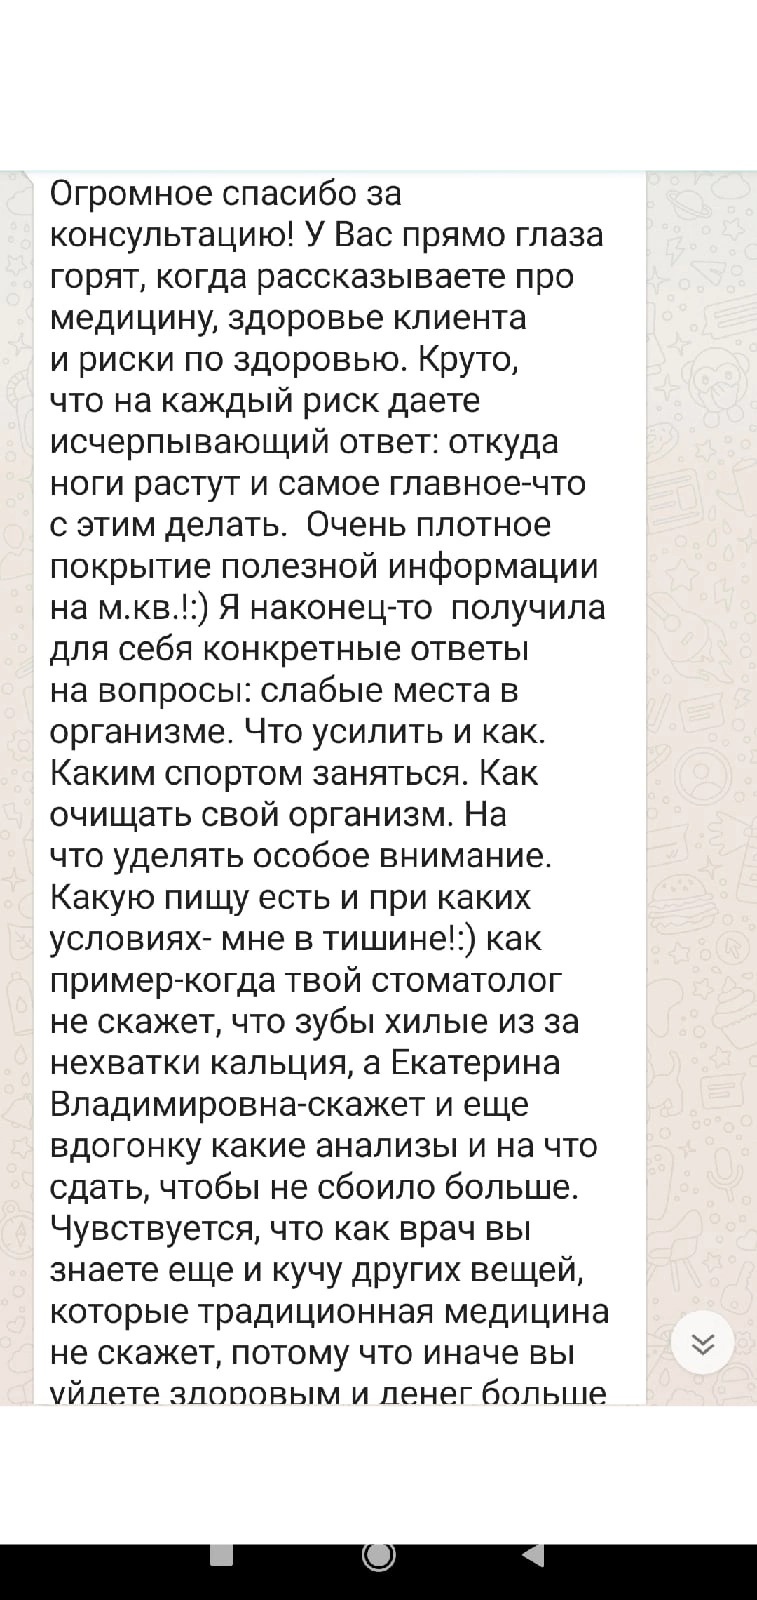 Огромное спасибо за
консультацию! У Вас прямо глаза
горят, когда рассказываете про
медицину, здоровье клиента
и риски по здоровью. Круто,
что на каждый риск даете
исчерпывающий ответ: откуда
ноги растут и самое главное-что
с этим делать.  Очень плотное
покрытие полезной информации
на м.кв.!:) Я наконец-то  получила
для себя конкретные ответы
на вопросы: слабые места в
организме. Что усилить и как.
Каким спортом заняться. Как
очищать свой организм. На
что уделять особое внимание.
Какую пищу есть и при каких
условиях- мне в тишине!:) как
пример-когда твой стоматолог
не скажет, что зубы хилые из за
нехватки кальция, а Екатерина
Владимировна-скажет и еще
вдогонку какие анализы и на что
сдать, чтобы не сбоило больше.
Чувствуется, что как врач вы
знаете еще и кучу других вещей,
которые традиционная медицина
не скажет, потому что иначе вы
уйдете здоровым и денег больше